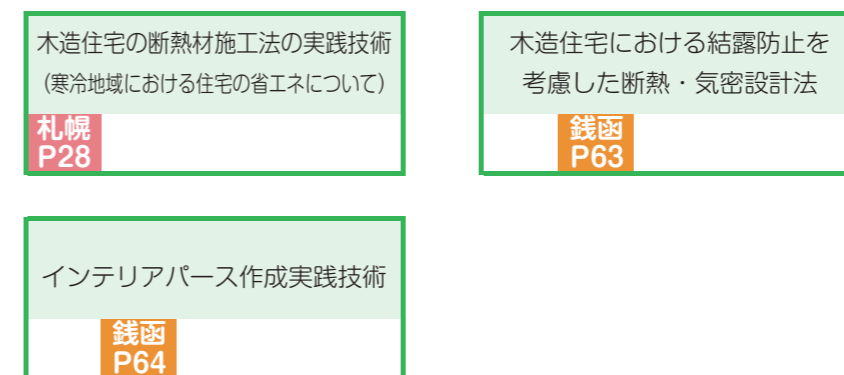 木造住宅の断熱材施工法の実践技術
（寒冷地域における住宅の省エネについて）
札幌
P28
木造住宅における結露防止を
考慮した断熱・気密設計法
銭函
P63
インテリアパース作成実践技術
銭函
P64